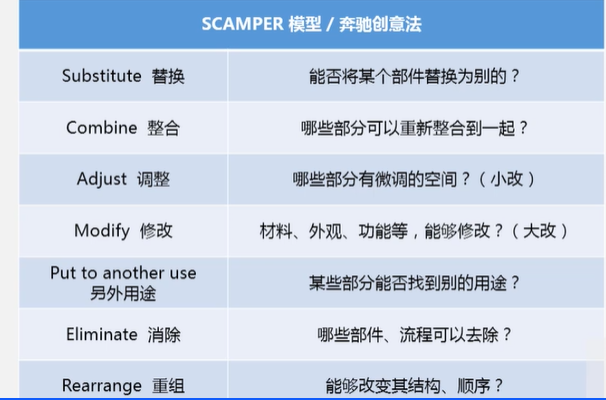 SCAMPER 模型 / 奔驰创意法
Substitute 替换
能否将某个部件替换为别的？
Combine 整合
哪些部分可以重新整合到一起？
Adjust 调整
哪些部分有微调的空间？（小改）
Modify 修改
材料、外观、功能等，能够修改？（大改）
Put to another use
另外用途
某些部分能否找到别的用途？
Eliminate 消除
哪些部件、流程可以去除？
Rearrange 重组
能够改变其结构、顺序？